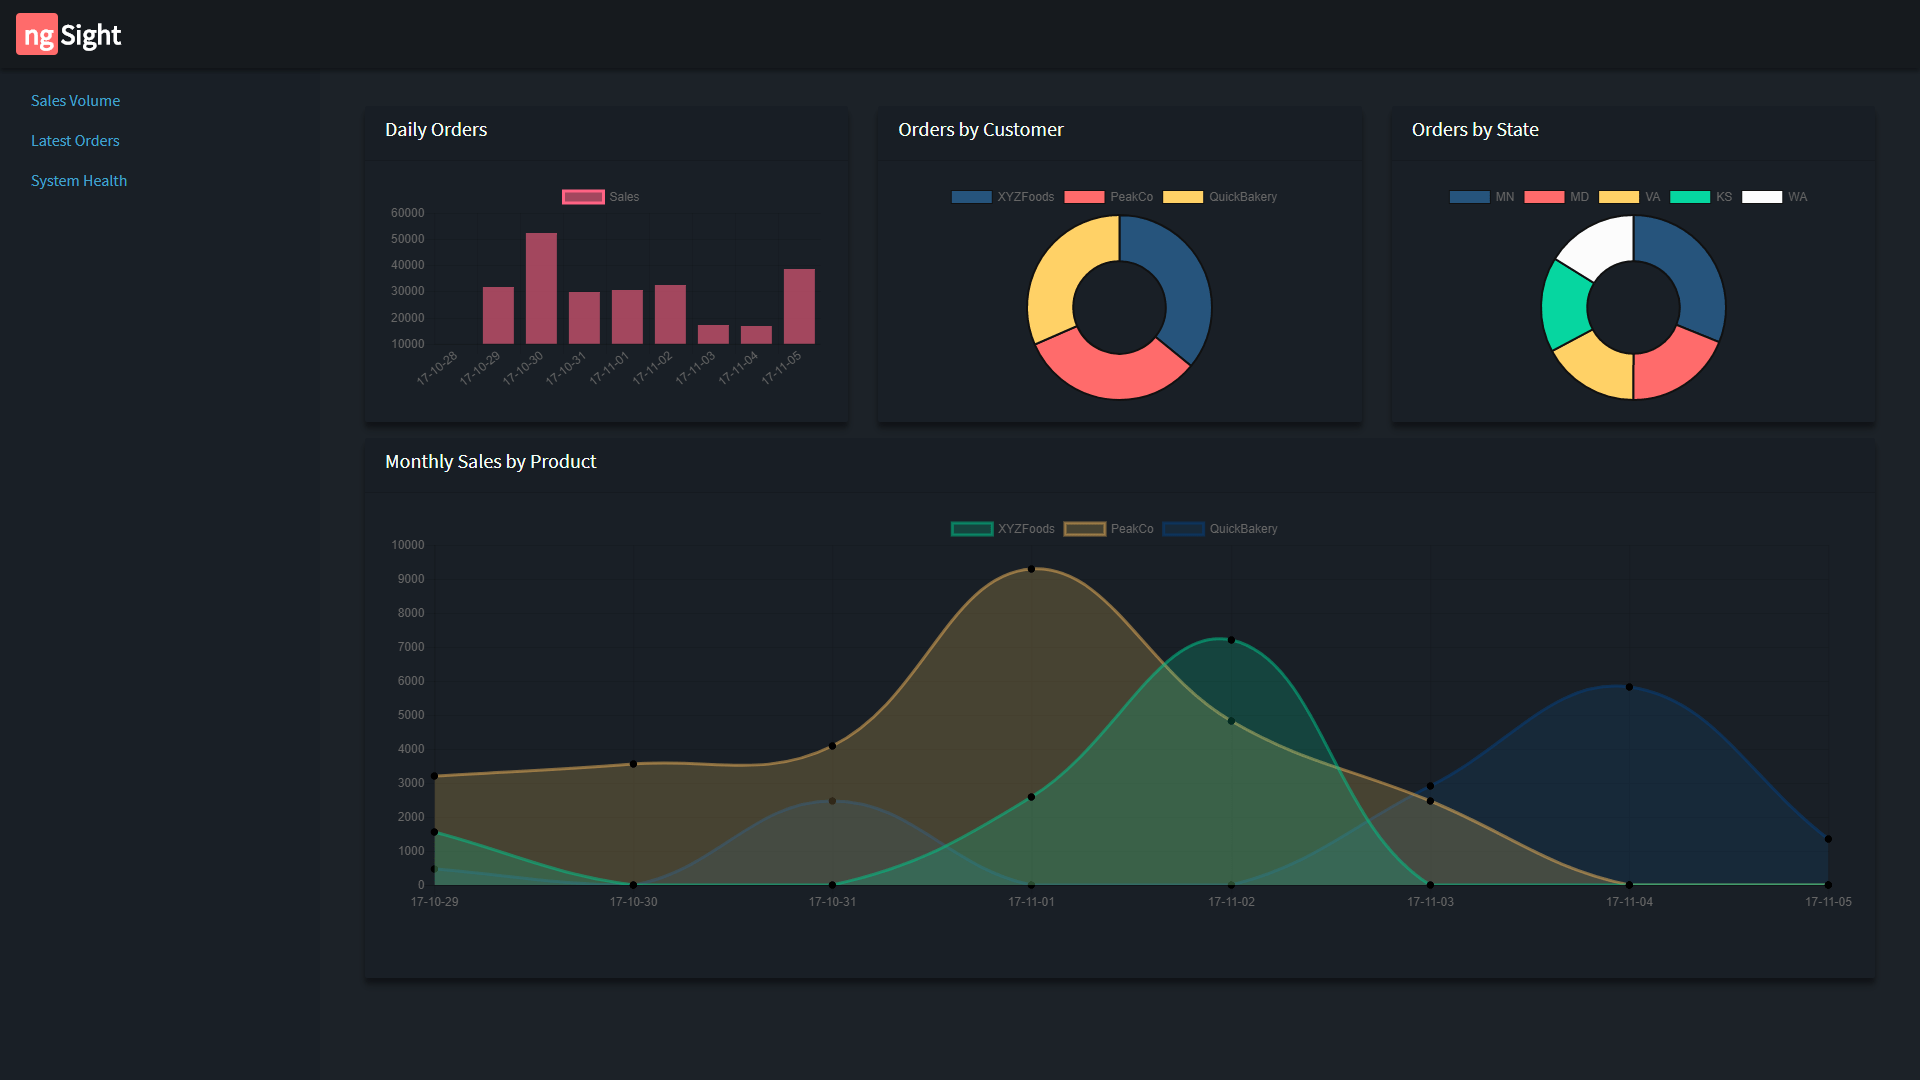 ng Sight
Sales Volume
Latest Orders
System Health
Daily Orders
Sales
60000
50000
40000
30000
20000
10000
17-10-28 17-10-29 17-10-30 17-10-31 17-11-01 17-11-02 17-11-03 17-11-04 17-11-05
Orders by Customer
XYZFoods PeakCo QuickBakery
Orders by State
MN MD VA KS WA
Monthly Sales by Product
XYZFoods PeakCo QuickBakery
10000
9000
8000
7000
6000
5000
4000
3000
2000
1000
0
17-10-29 17-10-30 17-10-31 17-11-01 17-11-02 17-11-03 17-11-04 17-11-05